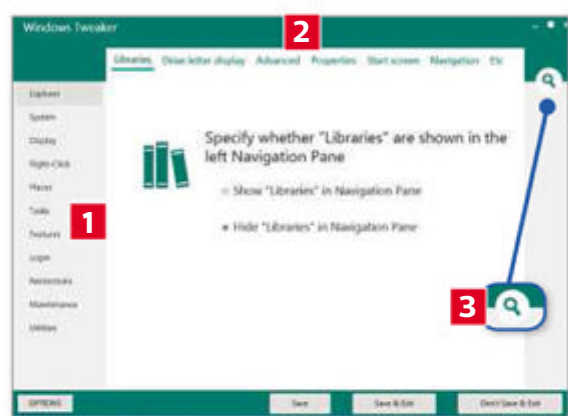 Windows Tweaker
2
Libraries Drive letter display Advanced Properties Start screen Navigation Etc
Explorer
System
Display
Right-Click
Places
Tasks
1
Features
Login
Restrictions
Maintenance
Utilities
Specify whether "Libraries" are shown in the
left Navigation Pane
Show "Libraries" in Navigation Pane
Hide "Libraries" in Navigation Pane
3
OPTIONS
Save
Save & Exit
Don't Save & Exit